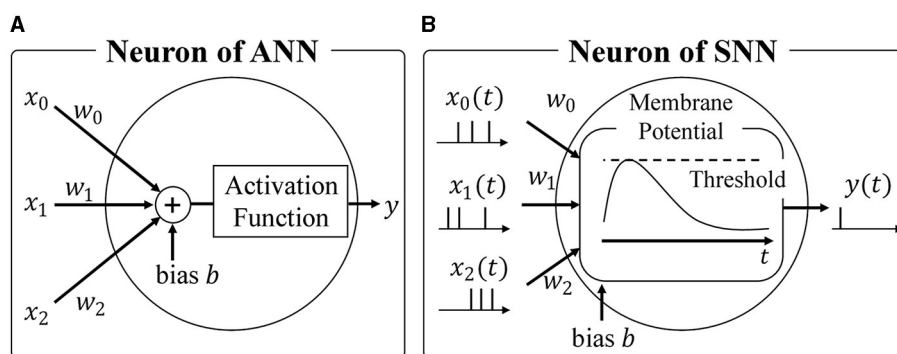 A
Neuron of ANN
x₀
w₀
x₁
w₁
+
Activation
Function
y
bias b
x₂
w₂
B
Neuron of SNN
x₀(t)
w₀
Membrane
Potential
x₁(t)
w₁
Threshold
y(t)
x₂(t)
w₂
t
bias b